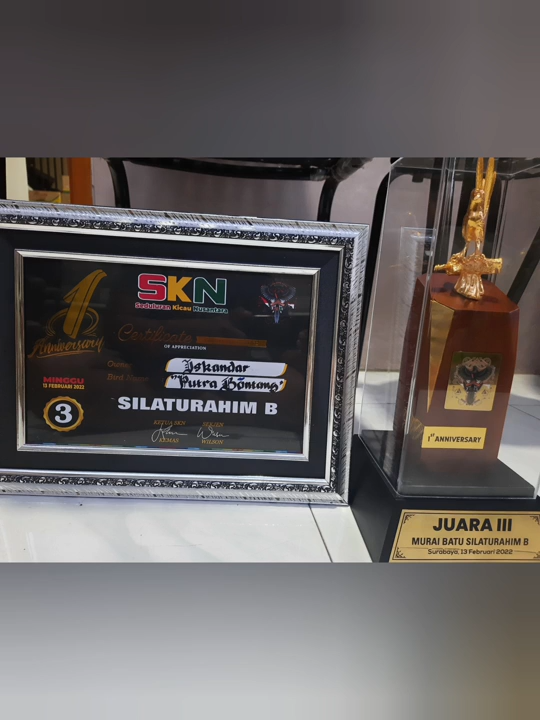 1
Anniversary
SKN
Seduluran Kicau Nusantara
Certificate
OF APPRECIATION
Owner
Iskandar
Bird Name
"Putra Bontang"
MINGGU
13 FEBRUARI 2022
3
SILATURAHIM B
KETUA SKN
KEMAS
WILSON
1ST ANNIVERSARY
JUARA III
MURAI BATU SILATURAHIM B
Surabaya, 13 Februari 2022